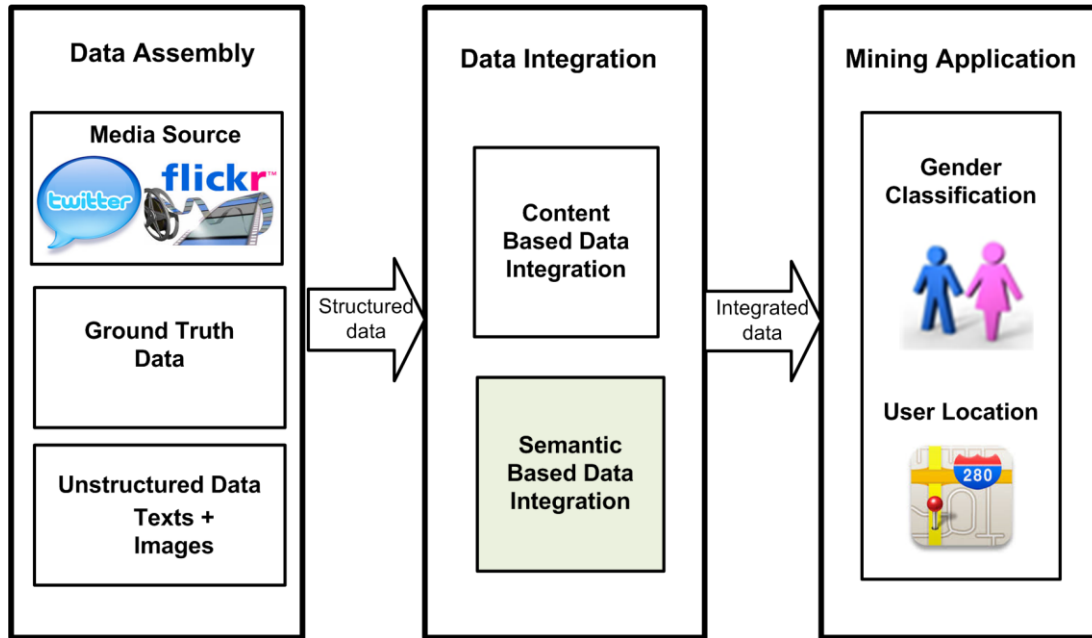 Data Assembly
Media Source
twitter
flickr™
Ground Truth
Data
Unstructured Data
Texts +
Images
Structured
data
Data Integration
Content
Based Data
Integration
Semantic
Based Data
Integration
Integrated
data
Mining Application
Gender
Classification
User Location
280